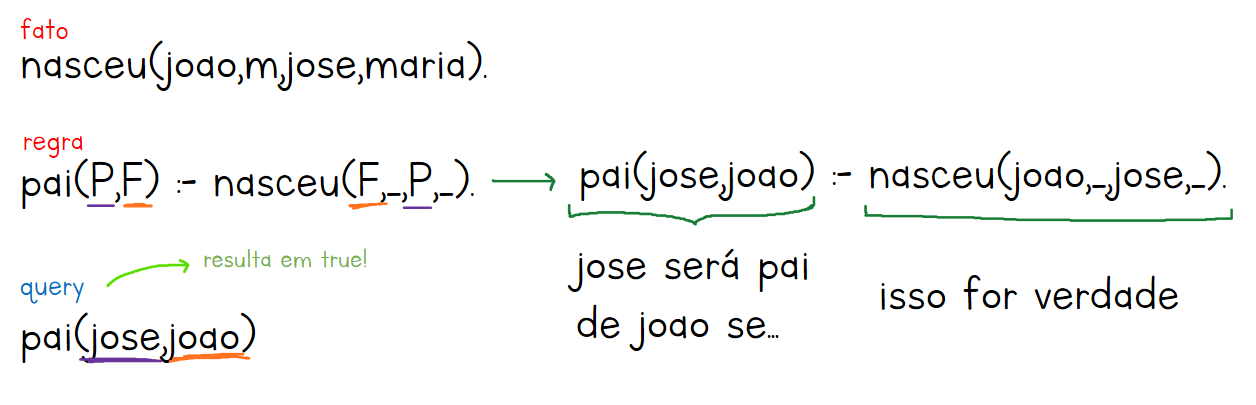 fato
nasceu(joao,m,jose,maria).
regra
pai(P,F) :- nasceu(F,_,P,_).
pai(jose,joao) :- nasceu(joao,_,jose,_).
resulta em true!
query
pai(jose,joao)
jose será pai
de joao se...
isso for verdade